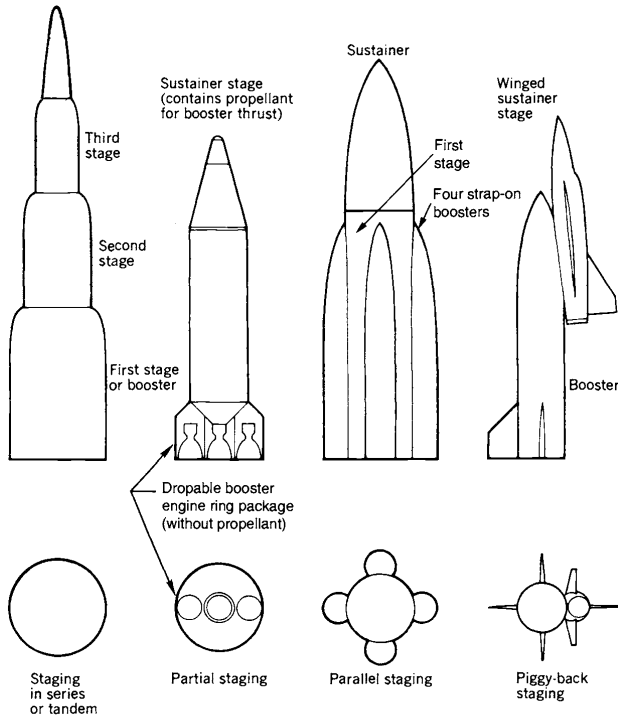 Third
stage
Second
stage
First stage
or booster
Sustainer stage
(contains propellant
for booster thrust)
Dropable booster
engine ring package
(without propellant)
Sustainer
First
stage
Four strap-on
boosters
Winged
sustainer
stage
Booster
Staging
in series
or tandem
Partial staging
Parallel staging
Piggy-back
staging